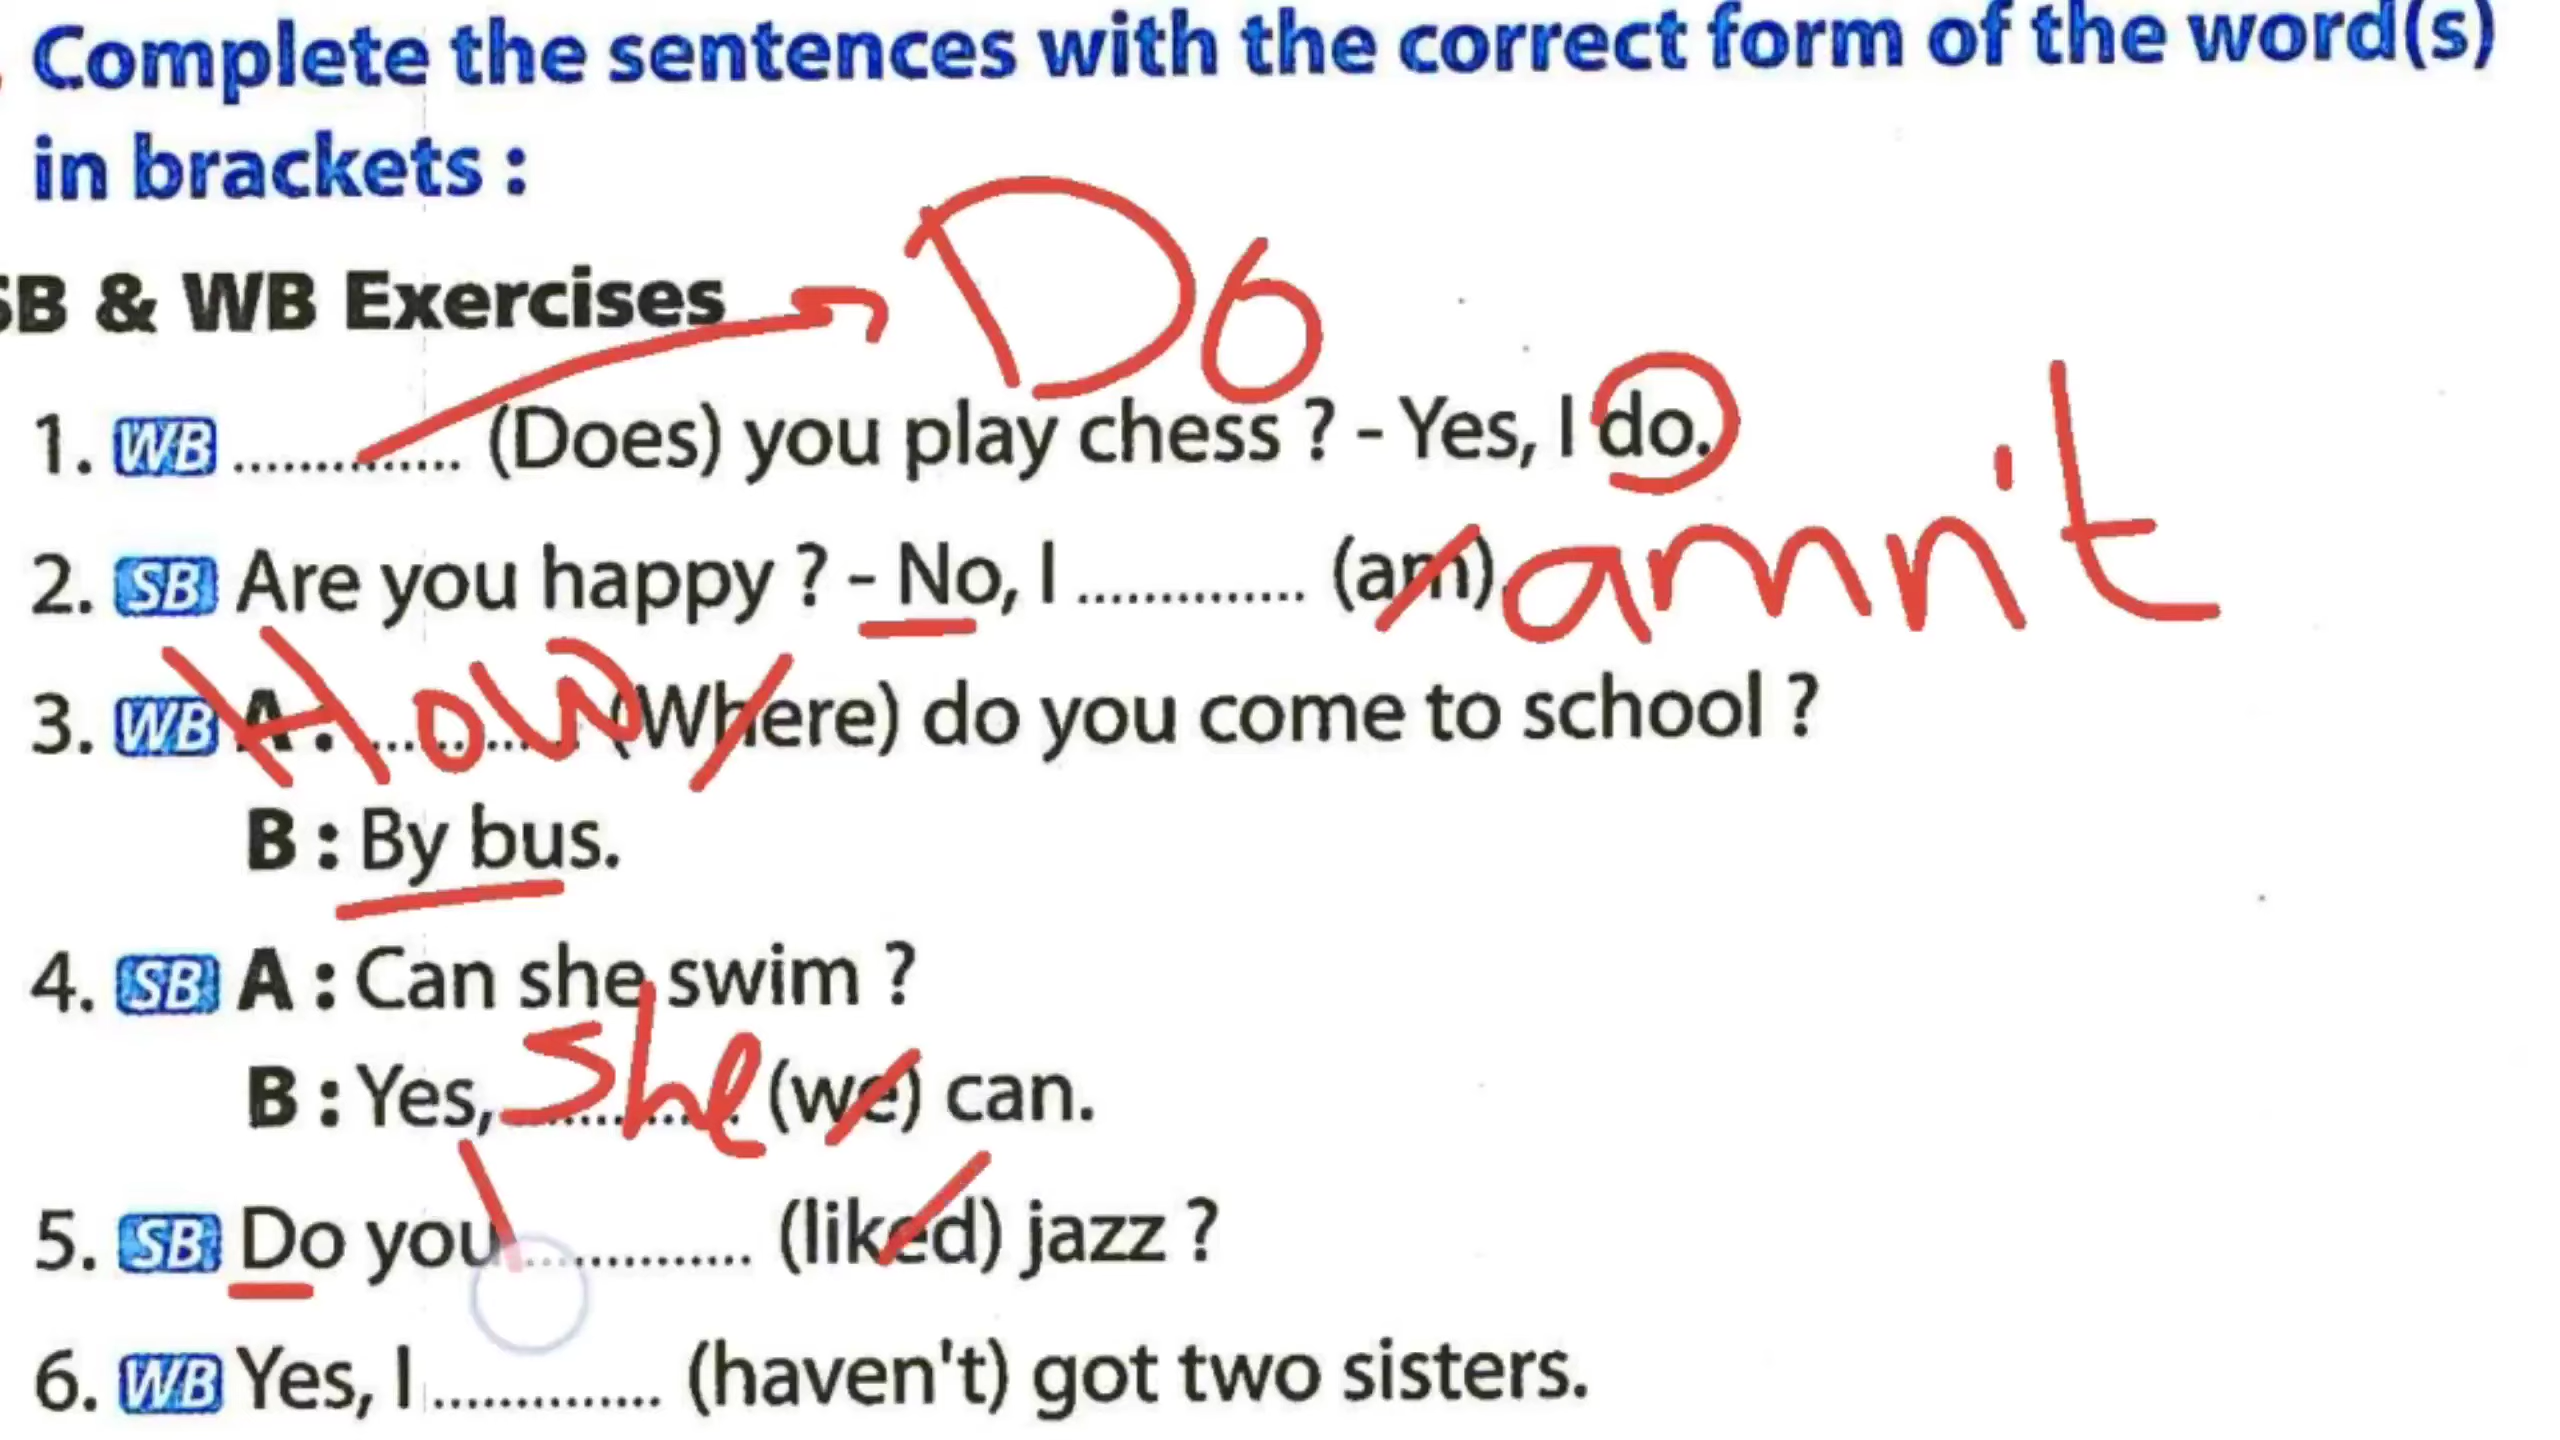 Complete the sentences with the correct form of the word(s)
in brackets :
SB & WB Exercises
Do
1. WB .............. (Does) you play chess ? - Yes, I do.
2. SB Are you happy ? - No, I .............. (am). amn't
3. WB A : How .............. (Where) do you come to school ?
B : By bus.
4. SB A : Can she swim ?
B : Yes, she .............. (we) can.
5. SB Do you .............. (liked) jazz ?
6. WB Yes, I .............. (haven't) got two sisters.